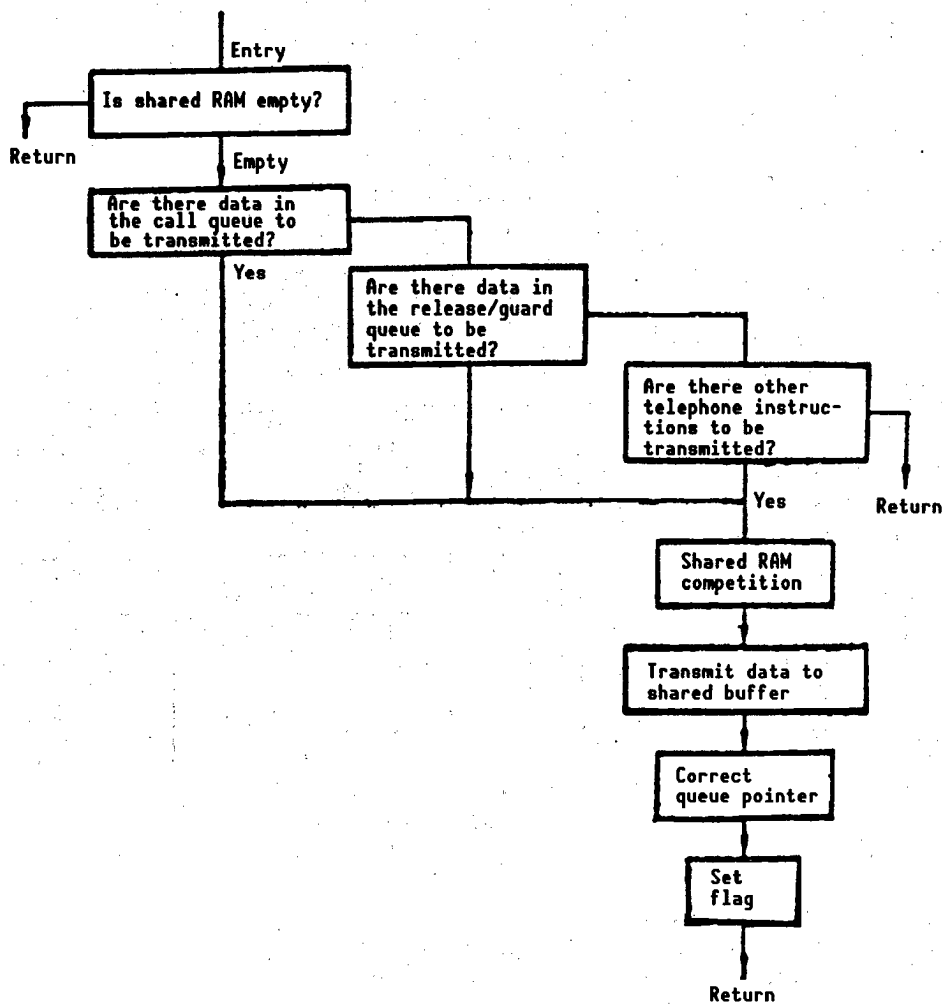 Entry
Is shared RAM empty?
Return
Empty
Are there data in
the call queue to
be transmitted?
Yes
Are there data in
the release/guard
queue to be
transmitted?
Are there other
telephone instruc-
tions to be
transmitted?
Yes
Return
Shared RAM
competition
Transmit data to
shared buffer
Correct
queue pointer
Set
flag
Return